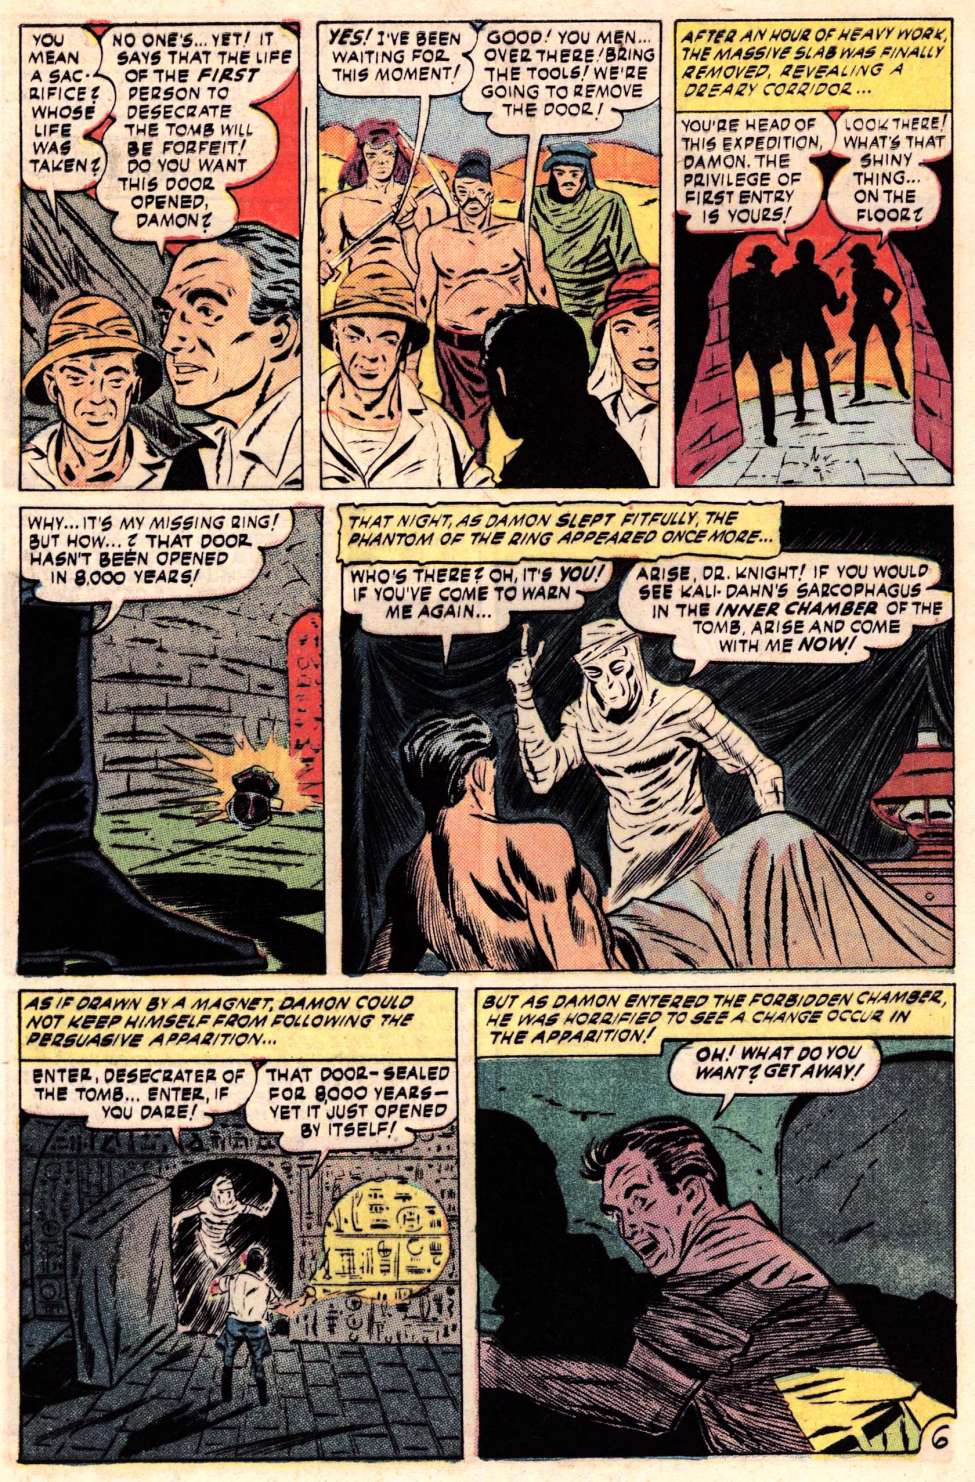 YOU
MEAN
A SAC-
RIFICE?
WHOSE
LIFE
WAS
TAKEN?
NO ONE'S... YET! IT
SAYS THAT THE LIFE
OF THE FIRST
PERSON TO
DESECRATE
THE TOMB WILL
BE FORFEIT!
DO YOU WANT
THIS DOOR
OPENED,
DAMON?
YES! I'VE BEEN
WAITING FOR
THIS MOMENT!
GOOD! YOU MEN...
OVER THERE! BRING
THE TOOLS! WE'RE
GOING TO REMOVE
THE DOOR!
AFTER AN HOUR OF HEAVY WORK,
THE MASSIVE SLAB WAS FINALLY
REMOVED, REVEALING A
DREARY CORRIDOR...
YOU'RE HEAD OF
THIS EXPEDITION,
DAMON. THE
PRIVILEGE OF
FIRST ENTRY
IS YOURS!
LOOK THERE!
WHAT'S THAT
SHINY
THING...
ON THE
FLOOR?
WHY... IT'S MY MISSING RING!
BUT HOW...? THAT DOOR
HASN'T BEEN OPENED
IN 8,000 YEARS!
THAT NIGHT, AS DAMON SLEPT FITFULLY, THE
PHANTOM OF THE RING APPEARED ONCE MORE...
WHO'S THERE? OH, IT'S YOU!
IF YOU'VE COME TO WARN
ME AGAIN...
ARISE, DR. KNIGHT! IF YOU WOULD
SEE KALI-DAHN'S SARCOPHAGUS
IN THE INNER CHAMBER OF THE
TOMB, ARISE AND COME
WITH ME NOW!
AS IF DRAWN BY A MAGNET, DAMON COULD
NOT KEEP HIMSELF FROM FOLLOWING THE
PERSUASIVE APPARITION...
ENTER, DESECRATER OF
THE TOMB... ENTER, IF
YOU DARE!
THAT DOOR--SEALED
FOR 8,000 YEARS--
YET IT JUST OPENED
BY ITSELF!
BUT AS DAMON ENTERED THE FORBIDDEN CHAMBER,
HE WAS HORRIFIED TO SEE A CHANGE OCCUR IN
THE APPARITION!
OH! WHAT DO YOU
WANT? GET AWAY!
6